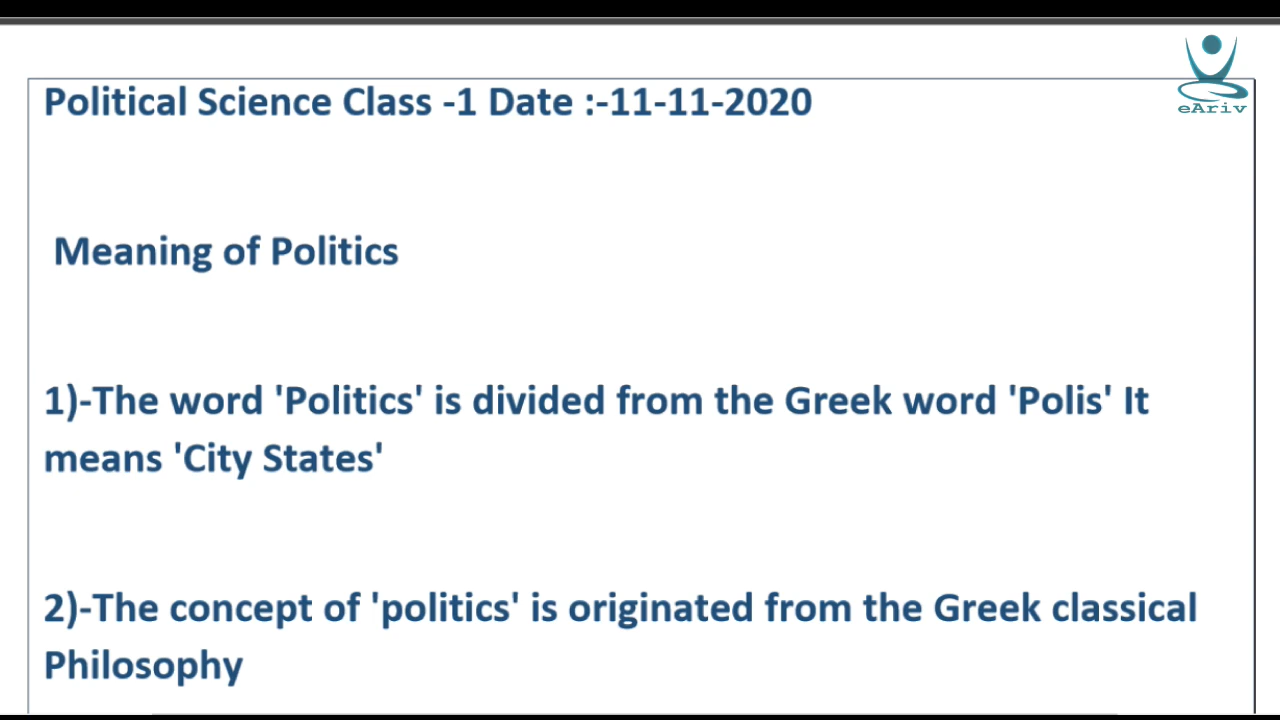 eAriv
Political Science Class -1 Date :-11-11-2020
Meaning of Politics
1)-The word 'Politics' is divided from the Greek word 'Polis' It
means 'City States'
2)-The concept of 'politics' is originated from the Greek classical
Philosophy